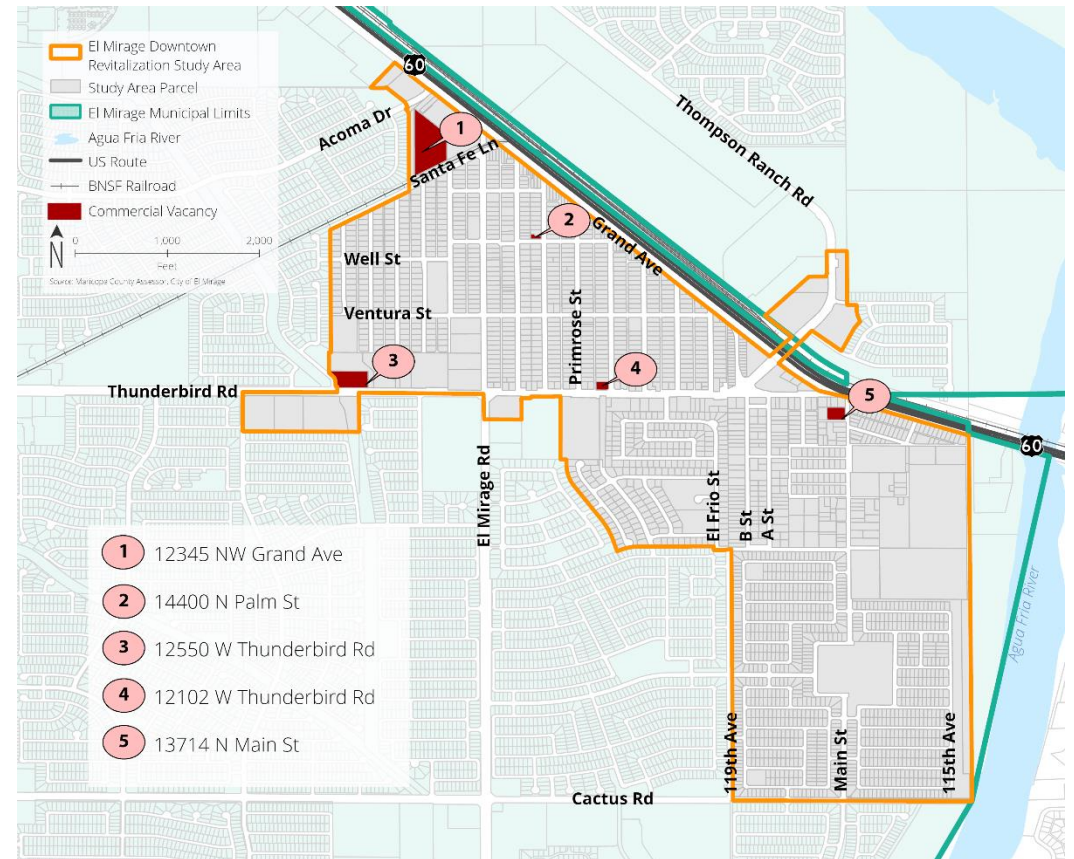 El Mirage Downtown
Revitalization Study Area
Study Area Parcel
El Mirage Municipal Limits
Agua Fria River
US Route
BNSF Railroad
Commercial Vacancy
N
0 1,000 2,000
Feet
Source: Maricopa County Assessor, City of El Mirage
60
Acoma Dr
1
Santa Fe Ln
Thompson Ranch Rd
2
Grand Ave
Well St
Ventura St
Primrose St
3
4
Thunderbird Rd
5
60
El Mirage Rd
El Frio St
B St
A St
Agua Fria River
119th Ave
Main St
115th Ave
Cactus Rd
1 12345 NW Grand Ave
2 14400 N Palm St
3 12550 W Thunderbird Rd
4 12102 W Thunderbird Rd
5 13714 N Main St